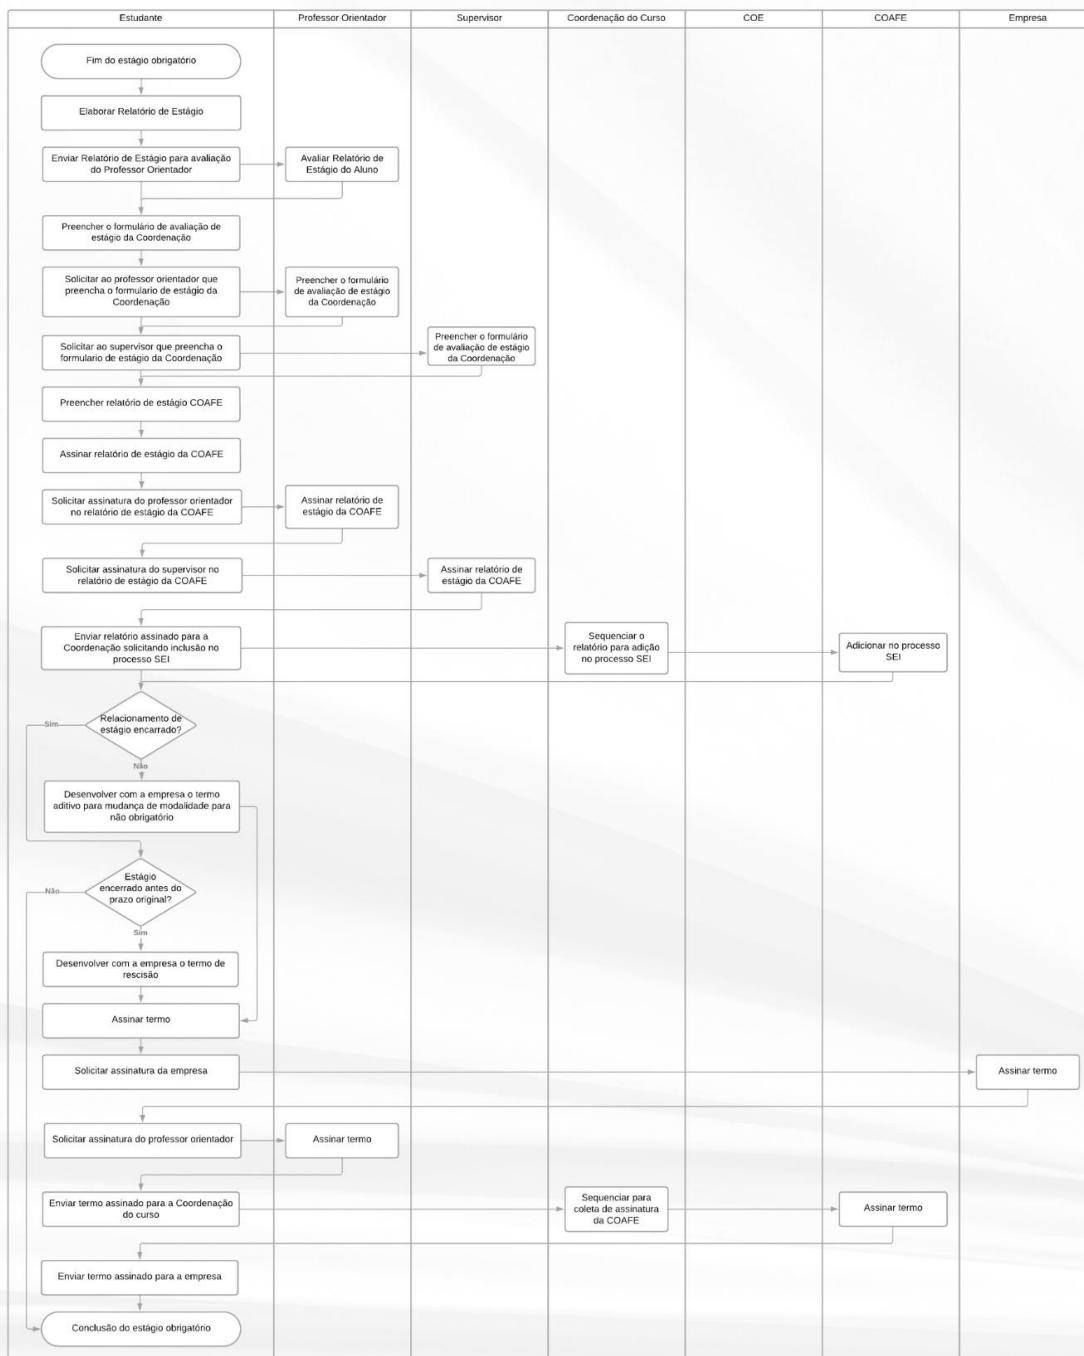 Estudante
Professor Orientador
Supervisor
Coordenação do Curso
COE
COAFE
Empresa
Fim do estágio obrigatório
Elaborar Relatório de Estágio
Enviar Relatório de Estágio para avaliação
do Professor Orientador
Avaliar Relatório de
Estágio do Aluno
Preencher o formulário de avaliação de
estágio da Coordenação
Solicitar ao professor orientador que
preencha o formulario de estágio da
Coordenação
Preencher o formulário
de avaliação de estágio
da Coordenação
Solicitar ao supervisor que preencha o
formulario de estágio da Coordenação
Preencher o formulário
de avaliação de estágio
da Coordenação
Preencher relatório de estágio COAFE
Assinar relatório de estágio da COAFE
Solicitar assinatura do professor orientador
no relatório de estágio da COAFE
Assinar relatório de
estágio da COAFE
Solicitar assinatura do supervisor no
relatório de estágio da COAFE
Assinar relatório de
estágio da COAFE
Enviar relatório assinado para a
Coordenação solicitando inclusão no
processo SEI
Sequenciar o
relatório para adição
no processo SEI
Adicionar no processo
SEI
Relacionamento de
estágio encarrado?
Sim
Não
Desenvolver com a empresa o termo
aditivo para mudança de modalidade para
não obrigatório
Estágio
encerrado antes do
prazo original?
Não
Sim
Desenvolver com a empresa o termo de
rescisão
Assinar termo
Solicitar assinatura da empresa
Assinar termo
Solicitar assinatura do professor orientador
Assinar termo
Enviar termo assinado para a Coordenação
do curso
Sequenciar para
coleta de assinatura
da COAFE
Assinar termo
Enviar termo assinado para a empresa
Conclusão do estágio obrigatório